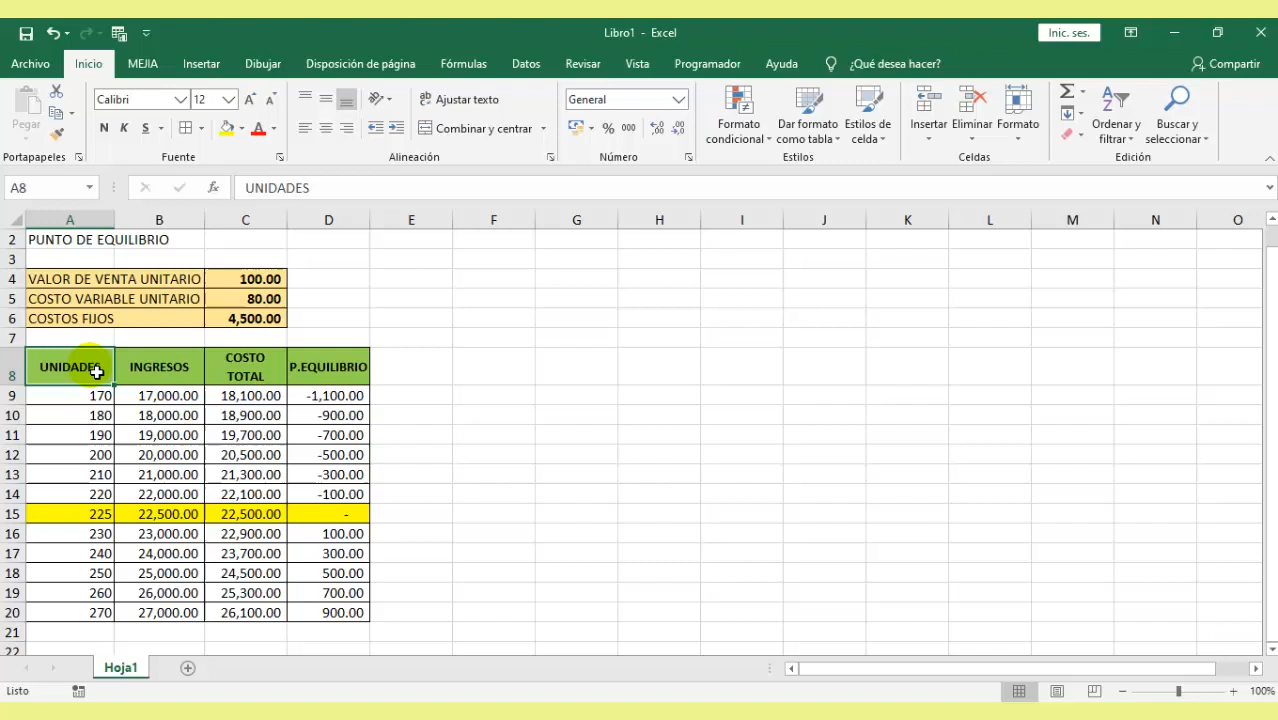 Libro1 - Excel
Inic. ses.
Archivo Inicio MEJIA Insertar Dibujar Disposición de página Fórmulas Datos Revisar Vista Programador Ayuda ¿Qué desea hacer? Compartir
Pegar
Calibri 12
N K S
Ajustar texto
Combinar y centrar
General
% 000
Formato condicional
Dar formato como tabla
Estilos de celda
Insertar Eliminar Formato
Ordenar y filtrar
Buscar y seleccionar
Portapapeles Fuente Alineación Número Estilos Celdas Edición
A8 fx UNIDADES
A B C D E F G H I J K L M N O
2 PUNTO DE EQUILIBRIO
3
4 VALOR DE VENTA UNITARIO 100.00
5 COSTO VARIABLE UNITARIO 80.00
6 COSTOS FIJOS 4,500.00
7
8 UNIDADES INGRESOS COSTO TOTAL P.EQUILIBRIO
9 170 17,000.00 18,100.00 -1,100.00
10 180 18,000.00 18,900.00 -900.00
11 190 19,000.00 19,700.00 -700.00
12 200 20,000.00 20,500.00 -500.00
13 210 21,000.00 21,300.00 -300.00
14 220 22,000.00 22,100.00 -100.00
15 225 22,500.00 22,500.00 -
16 230 23,000.00 22,900.00 100.00
17 240 24,000.00 23,700.00 300.00
18 250 25,000.00 24,500.00 500.00
19 260 26,000.00 25,300.00 700.00
20 270 27,000.00 26,100.00 900.00
21
22
Hoja1
Listo
100%